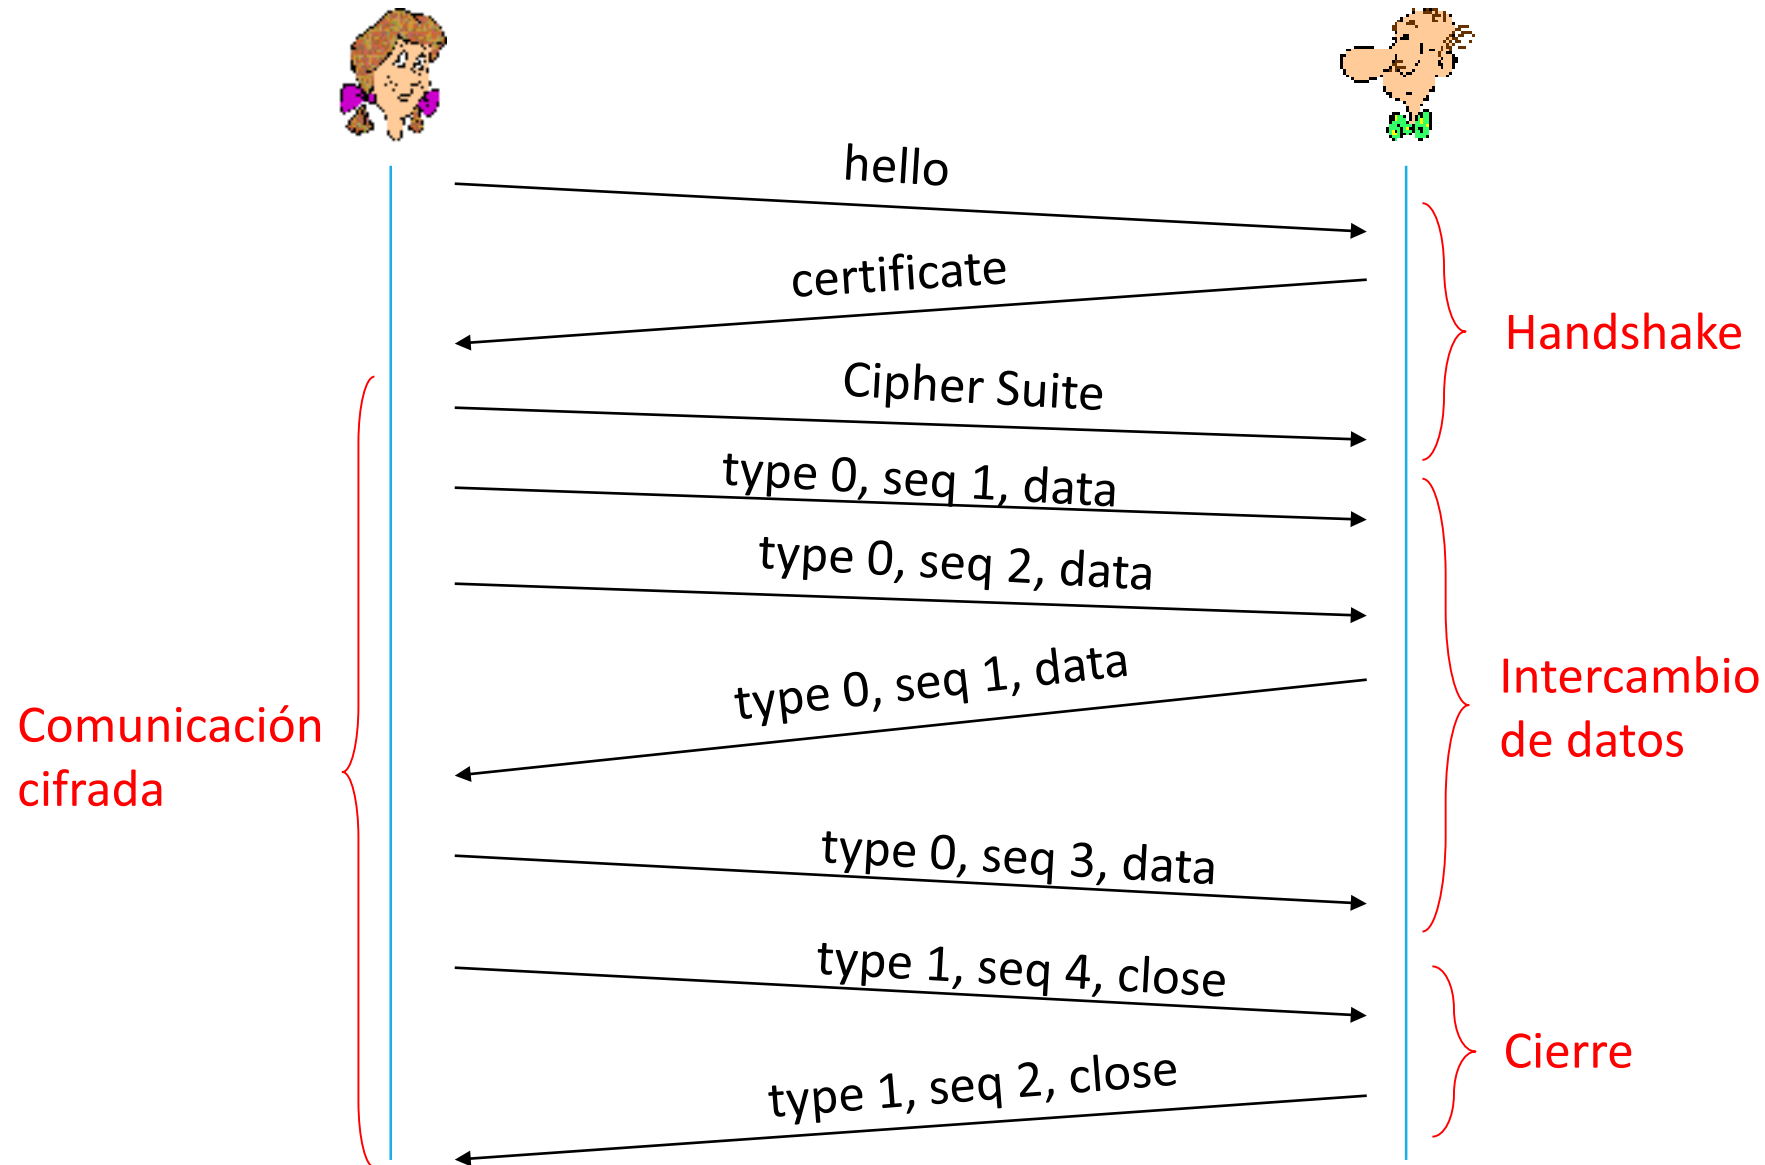 hello
certificate
Handshake
Cipher Suite
type 0, seq 1, data
type 0, seq 2, data
type 0, seq 1, data
Intercambio
de datos
Comunicación
cifrada
type 0, seq 3, data
type 1, seq 4, close
Cierre
type 1, seq 2, close